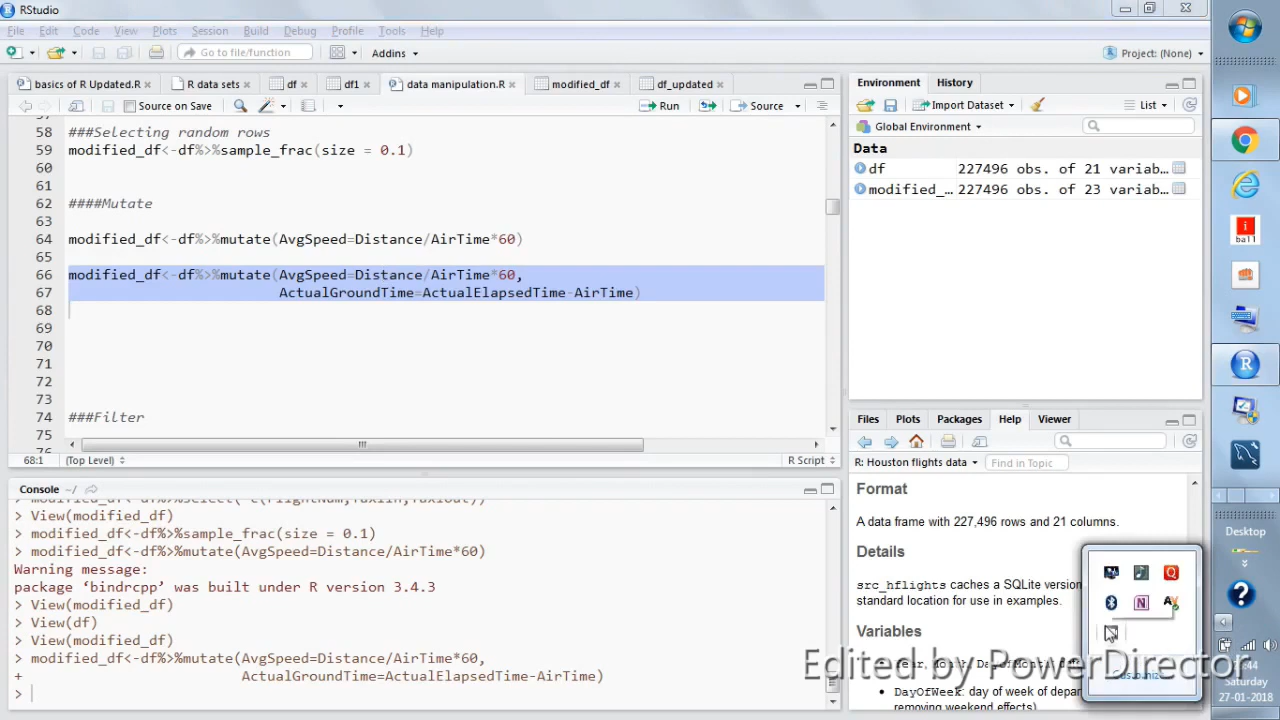 RStudio
File Edit Code View Plots Session Build Debug Profile Tools Help
Go to file/function Addins Project: (None)
basics of R Updated.R R data sets df df1 data manipulation.R modified_df df_updated
Source on Save Run Source
58 ###Selecting random rows
59 modified_df<-df%>%sample_frac(size = 0.1)
60
61
62 ####Mutate
63
64 modified_df<-df%>%mutate(AvgSpeed=Distance/AirTime*60)
65
66 modified_df<-df%>%mutate(AvgSpeed=Distance/AirTime*60,
67 ActualGroundTime=ActualElapsedTime-AirTime)
68
69
70
71
72
73
74 ###Filter
75
68:1 (Top Level) R Script
Console ~/
> View(modified_df)
> modified_df<-df%>%sample_frac(size = 0.1)
> modified_df<-df%>%mutate(AvgSpeed=Distance/AirTime*60)
Warning message:
package ‘bindrcpp’ was built under R version 3.4.3
> View(modified_df)
> View(df)
> View(modified_df)
> modified_df<-df%>%mutate(AvgSpeed=Distance/AirTime*60,
+ ActualGroundTime=ActualElapsedTime-AirTime)
>
Environment History
Import Dataset List
Global Environment
Data
df 227496 obs. of 21 variab…
modified_… 227496 obs. of 23 variab…
Files Plots Packages Help Viewer
R: Houston flights data Find in Topic
Format
A data frame with 227,496 rows and 21 columns.
Details
src_hflights caches a SQLite version
standard location for use in examples.
Variables
DayOfWeek: day of week of depa
removing weekend effects)
Edited by PowerDirector
ball
Desktop
Saturday
27-01-2018